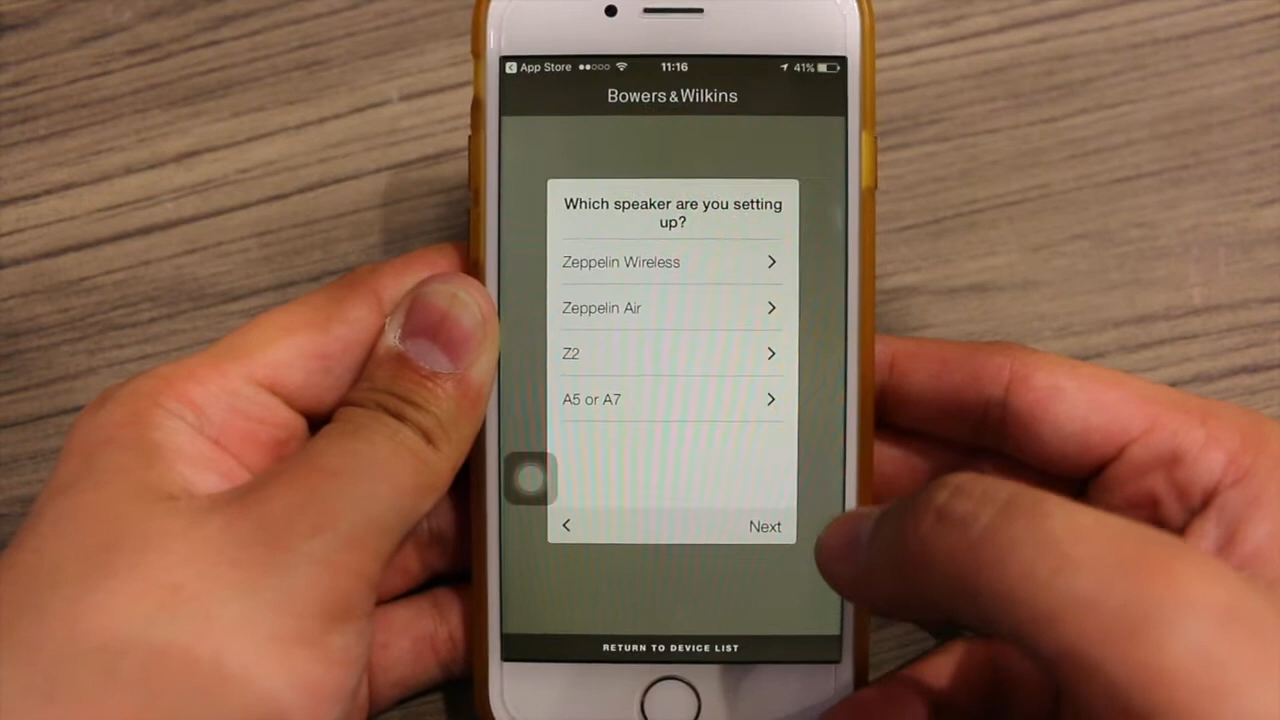 App Store 11:16 41%
Bowers & Wilkins
Which speaker are you setting
up?
Zeppelin Wireless
Zeppelin Air
Z2
A5 or A7
Next
RETURN TO DEVICE LIST